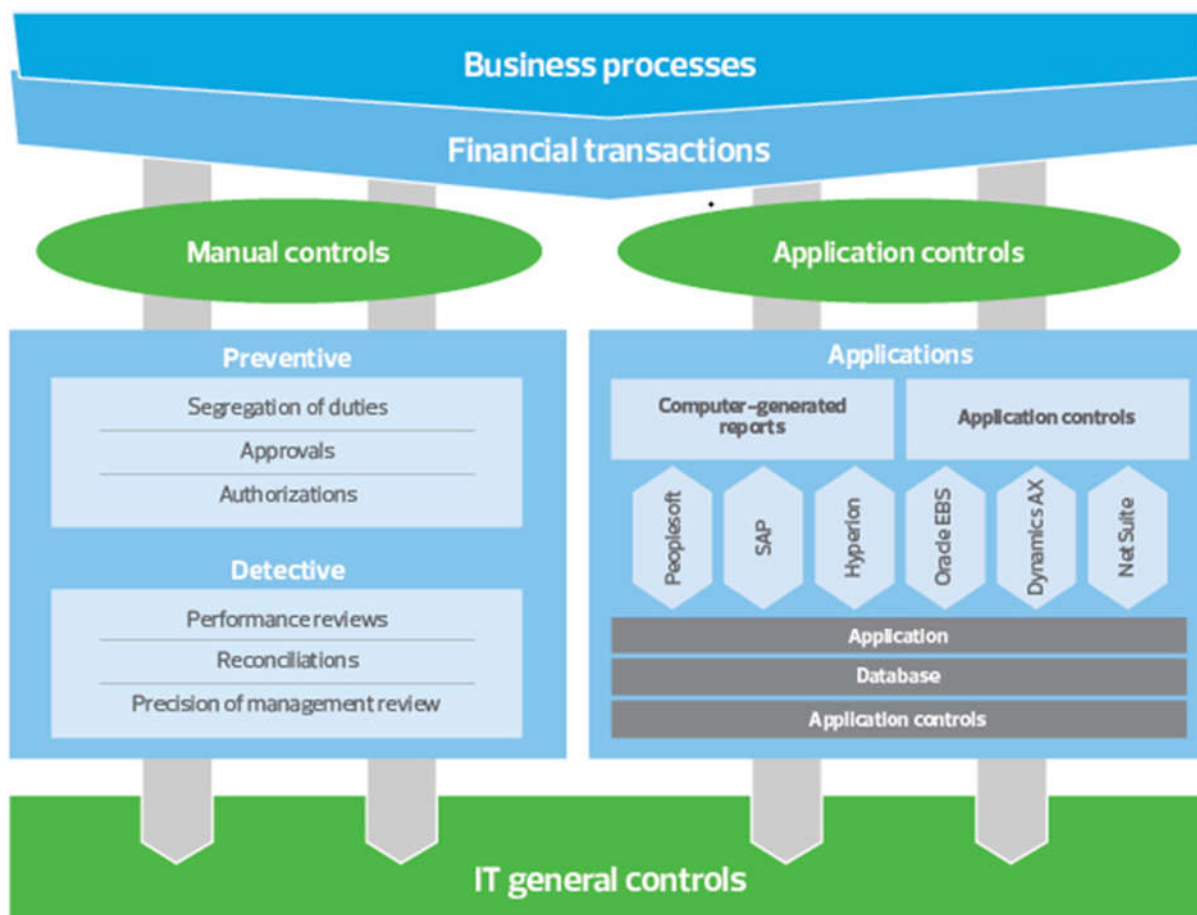 Business processes
Financial transactions
Manual controls
Application controls
Preventive
Segregation of duties
Approvals
Authorizations
Detective
Performance reviews
Reconciliations
Precision of management review
Applications
Computer-generated
reports
Application controls
Peoplesoft
SAP
Hyperion
Oracle EBS
Dynamics AX
Net Suite
Application
Database
Application controls
IT general controls